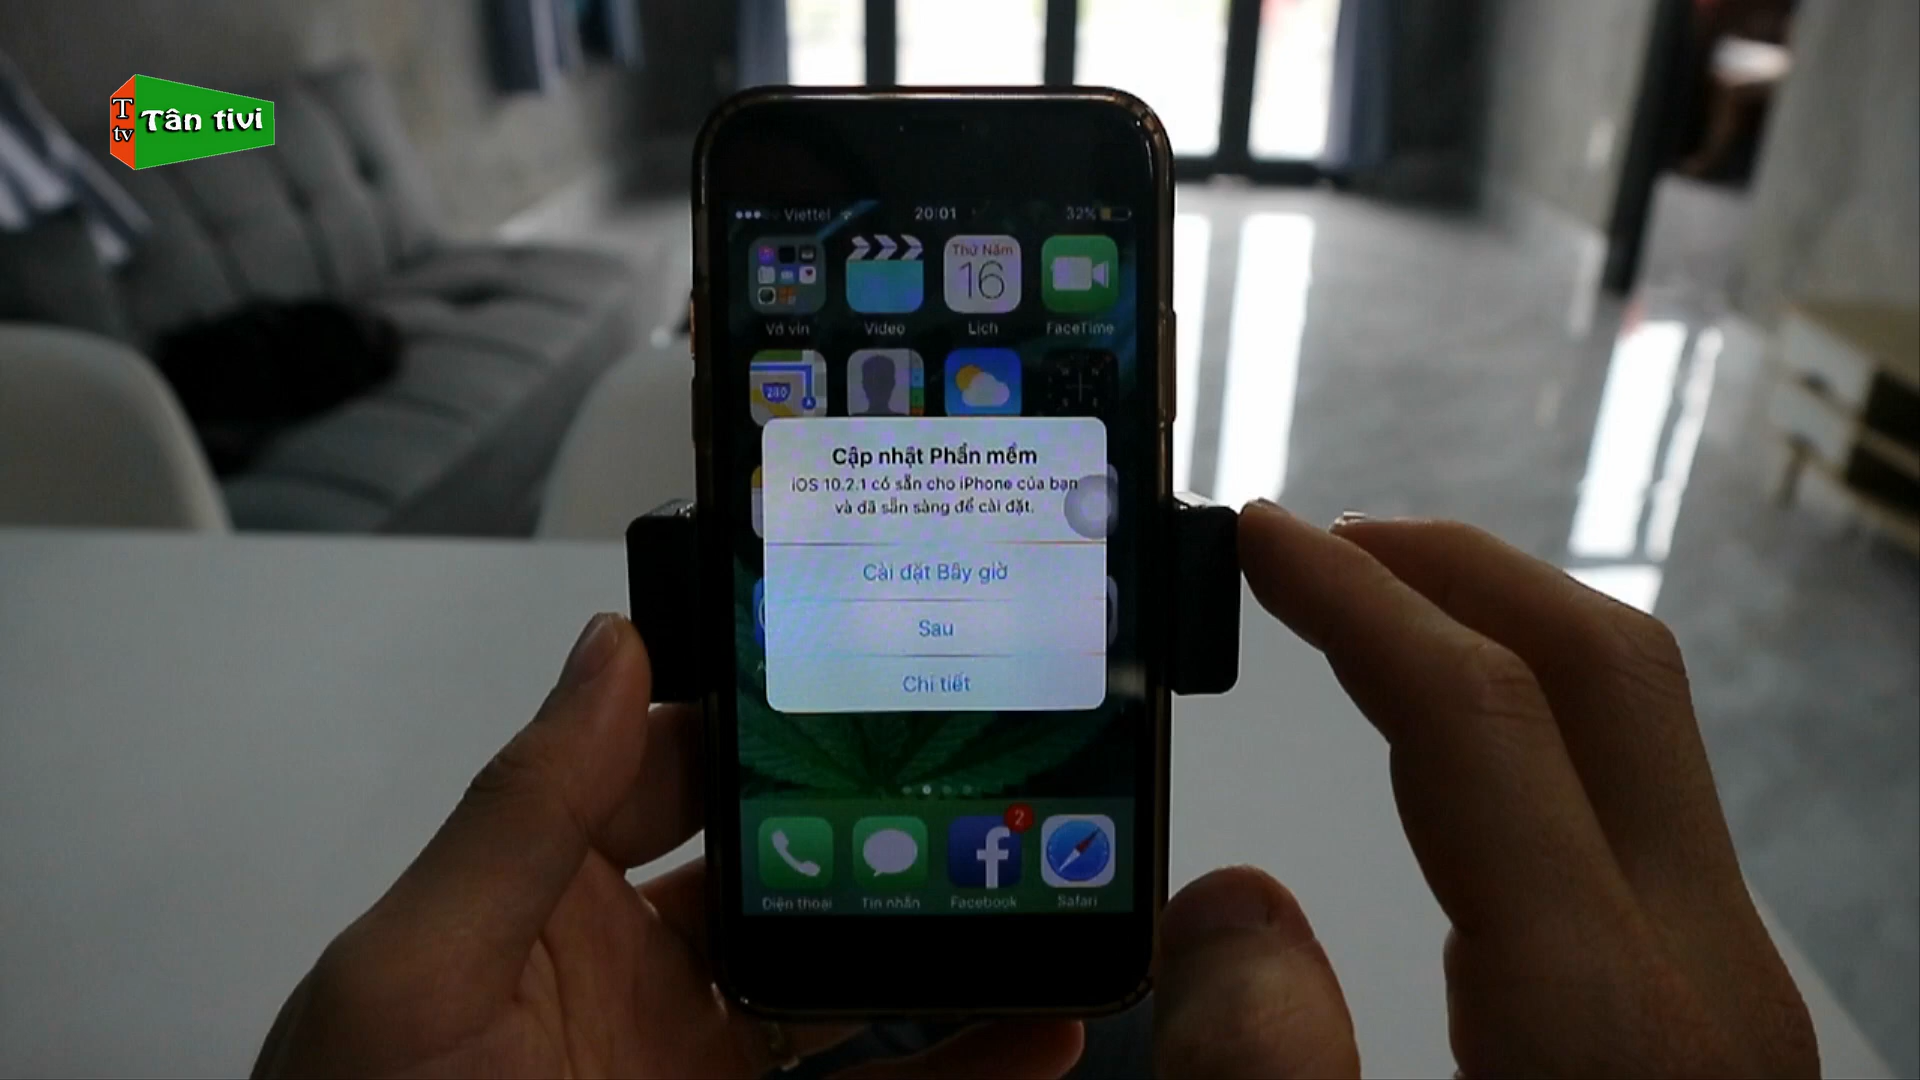 T
tv
Tân tivi
Viettel
20:01
32%
Thứ Năm
16
Vớ vỉn
Video
Lịch
FaceTime
280
Cập nhật Phần mềm
iOS 10.2.1 có sẵn cho iPhone của bạn
và đã sẵn sàng để cài đặt.
Cài đặt Bây giờ
Sau
Chi tiết
2
Điện thoại
Tin nhắn
Facebook
Safari